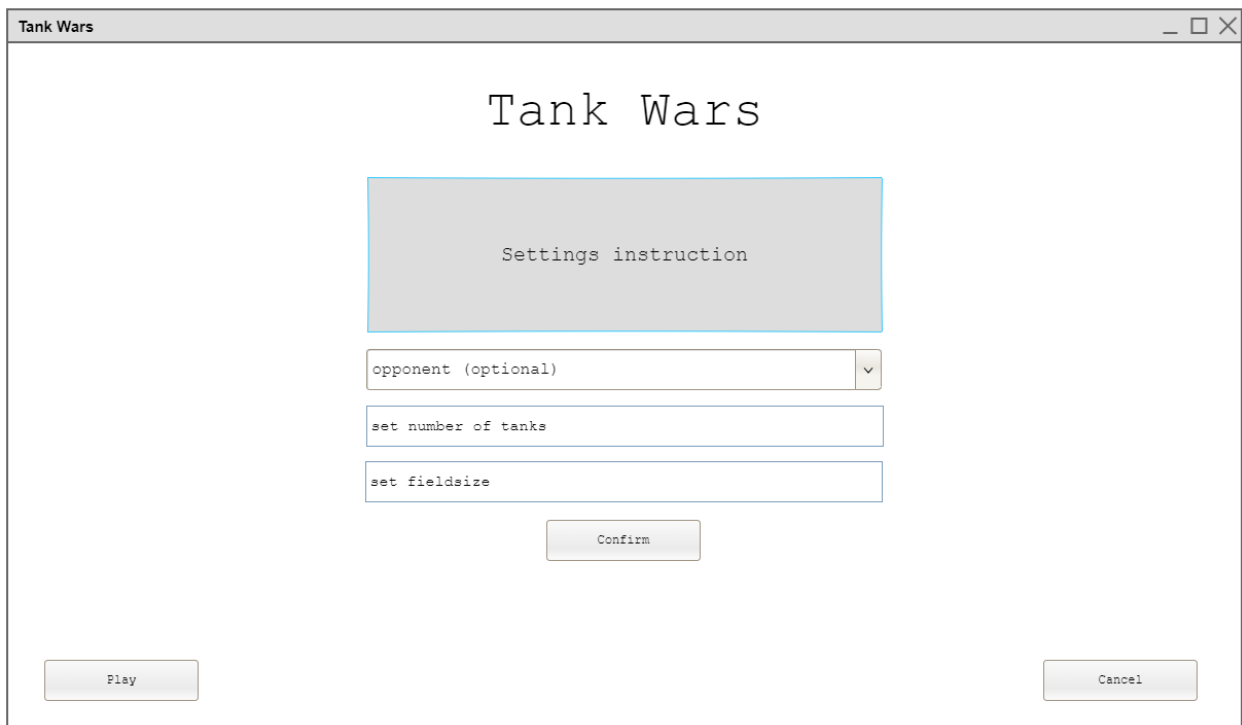 Tank Wars
Tank Wars
Settings instruction
opponent (optional)
set number of tanks
set fieldsize
Confirm
Play
Cancel